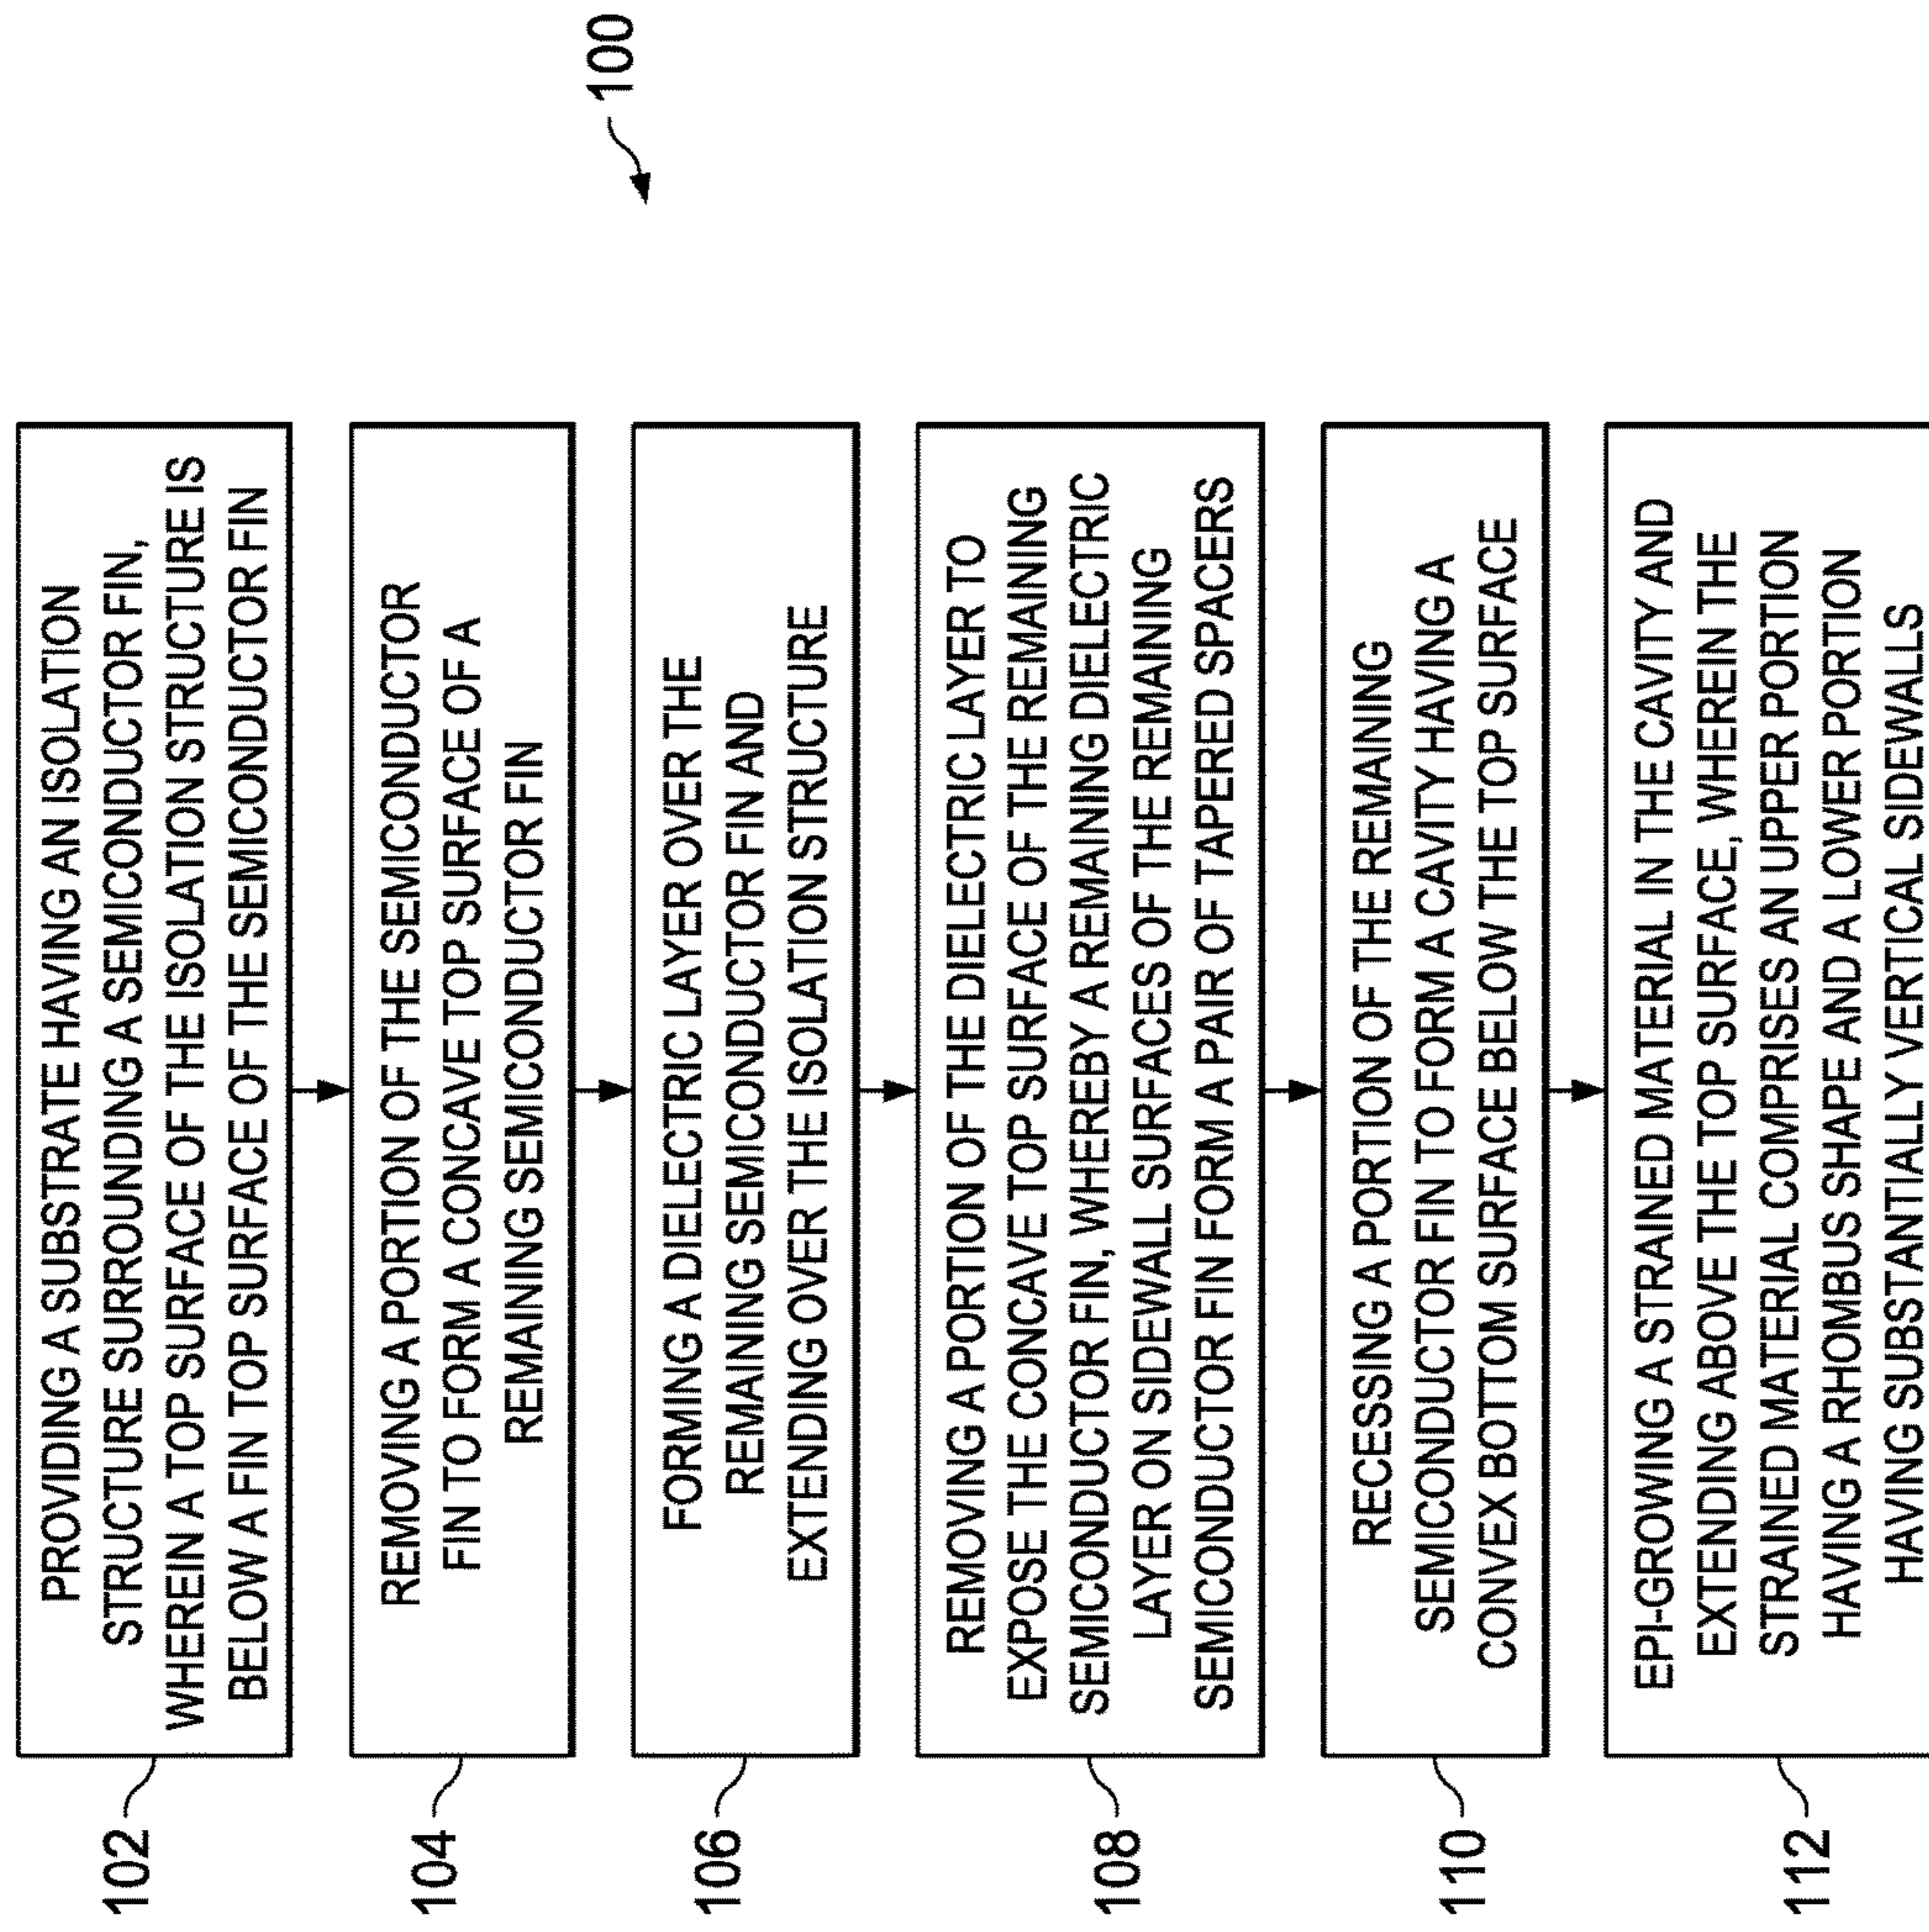 100
102
PROVIDING A SUBSTRATE HAVING AN ISOLATION
STRUCTURE SURROUNDING A SEMICONDUCTOR FIN,
WHEREIN A TOP SURFACE OF THE ISOLATION STRUCTURE IS
BELOW A FIN TOP SURFACE OF THE SEMICONDUCTOR FIN
104
REMOVING A PORTION OF THE SEMICONDUCTOR
FIN TO FORM A CONCAVE TOP SURFACE OF A
REMAINING SEMICONDUCTOR FIN
106
FORMING A DIELECTRIC LAYER OVER THE
REMAINING SEMICONDUCTOR FIN AND
EXTENDING OVER THE ISOLATION STRUCTURE
108
REMOVING A PORTION OF THE DIELECTRIC LAYER TO
EXPOSE THE CONCAVE TOP SURFACE OF THE REMAINING
SEMICONDUCTOR FIN, WHEREBY A REMAINING DIELECTRIC
LAYER ON SIDEWALL SURFACES OF THE REMAINING
SEMICONDUCTOR FIN FORM A PAIR OF TAPERED SPACERS
110
RECESSING A PORTION OF THE REMAINING
SEMICONDUCTOR FIN TO FORM A CAVITY HAVING A
CONVEX BOTTOM SURFACE BELOW THE TOP SURFACE
112
EPI-GROWING A STRAINED MATERIAL IN THE CAVITY AND
EXTENDING ABOVE THE TOP SURFACE, WHEREIN THE
STRAINED MATERIAL COMPRISES AN UPPER PORTION
HAVING A RHOMBUS SHAPE AND A LOWER PORTION
HAVING SUBSTANTIALLY VERTICAL SIDEWALLS